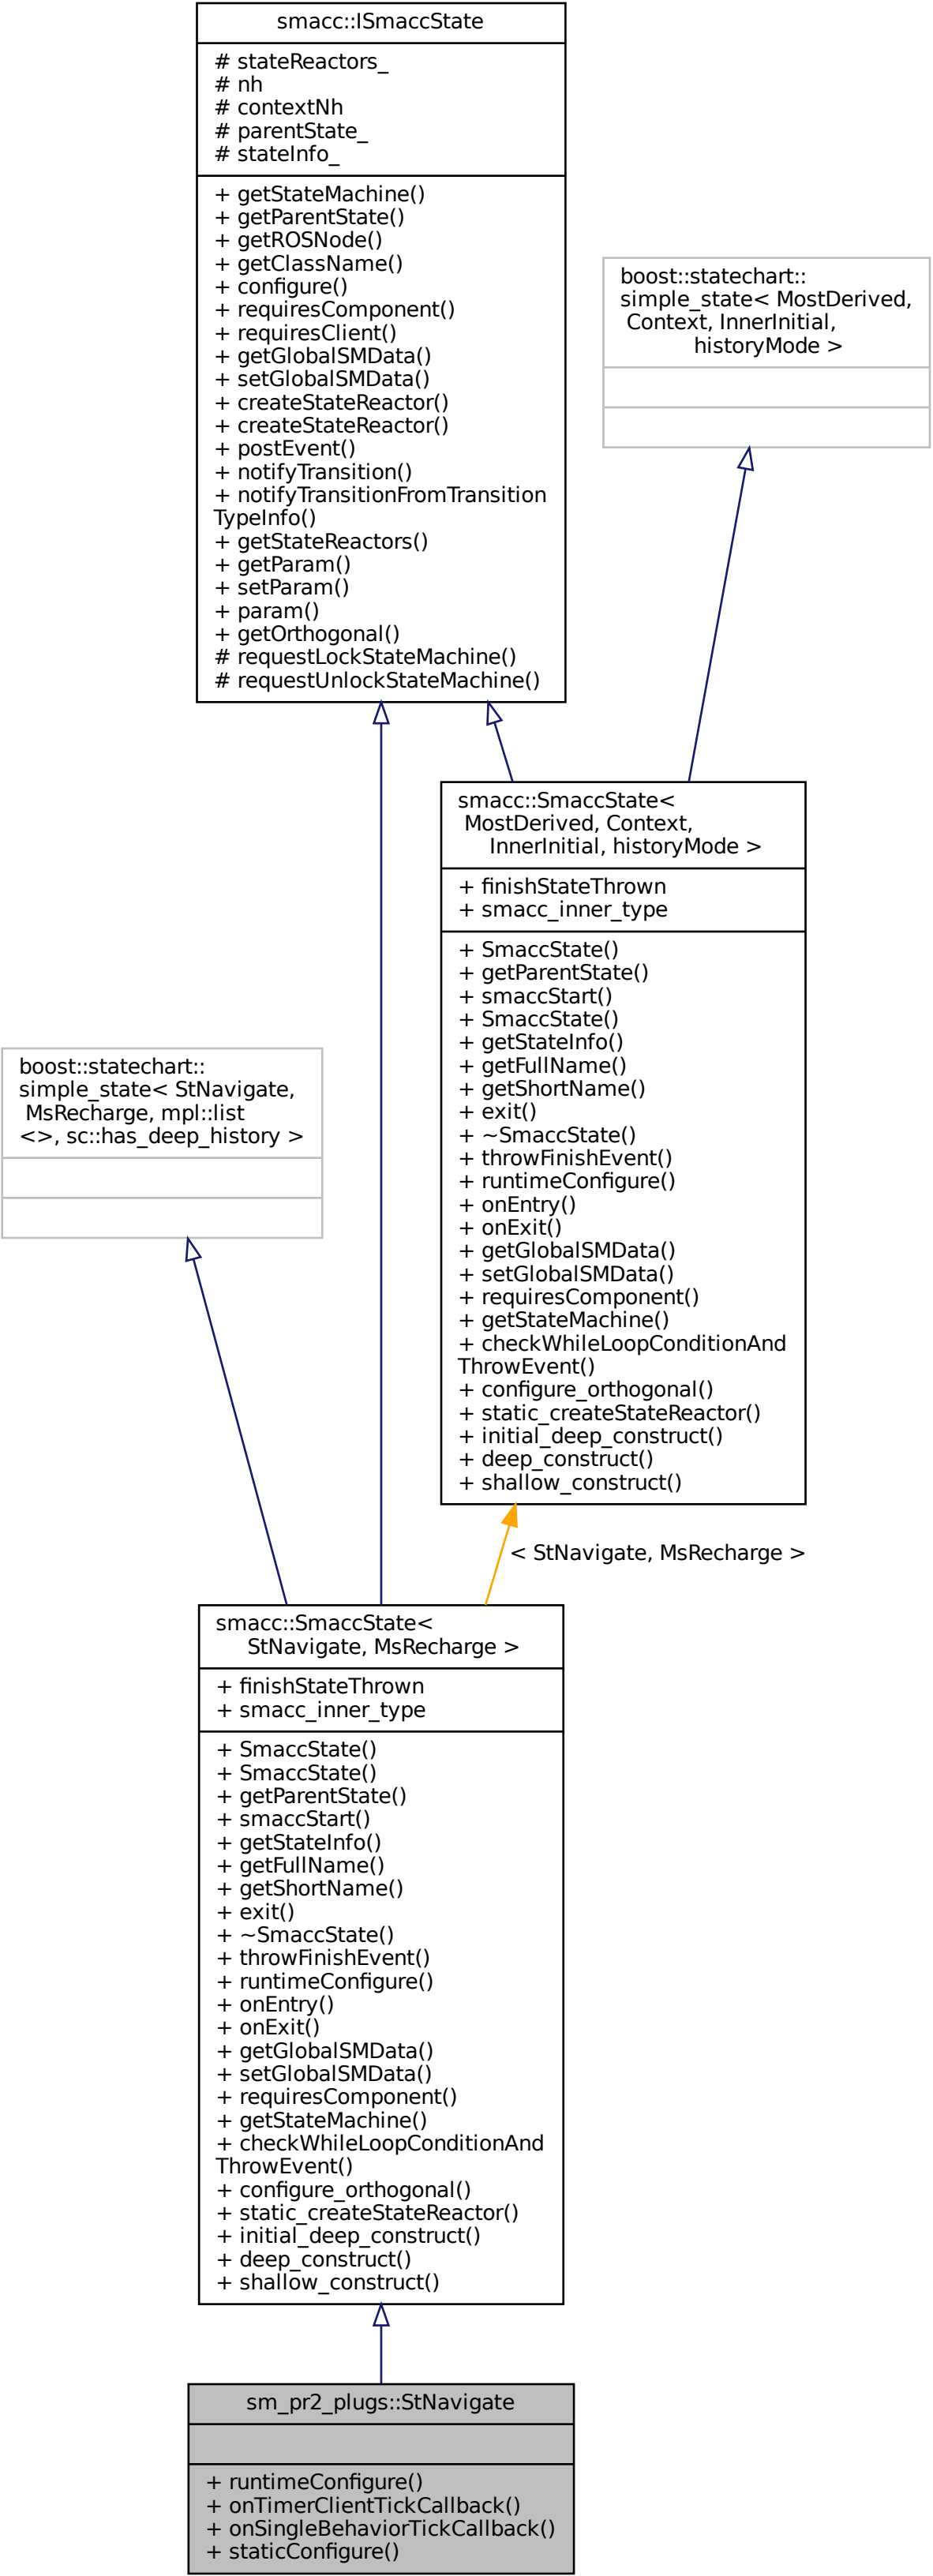 smacc::ISmaccState
# stateReactors_
# nh
# contextNh
# parentState_
# stateInfo_
+ getStateMachine()
+ getParentState()
+ getROSNode()
+ getClassName()
+ configure()
+ requiresComponent()
+ requiresClient()
+ getGlobalSMData()
+ setGlobalSMData()
+ createStateReactor()
+ createStateReactor()
+ postEvent()
+ notifyTransition()
+ notifyTransitionFromTransition
TypeInfo()
+ getStateReactors()
+ getParam()
+ setParam()
+ param()
+ getOrthogonal()
# requestLockStateMachine()
# requestUnlockStateMachine()
boost::statechart::
simple_state< MostDerived,
Context, InnerInitial,
historyMode >
smacc::SmaccState<
MostDerived, Context,
InnerInitial, historyMode >
+ finishStateThrown
+ smacc_inner_type
+ SmaccState()
+ getParentState()
+ smaccStart()
+ SmaccState()
+ getStateInfo()
+ getFullName()
+ getShortName()
+ exit()
+ ~SmaccState()
+ throwFinishEvent()
+ runtimeConfigure()
+ onEntry()
+ onExit()
+ getGlobalSMData()
+ setGlobalSMData()
+ requiresComponent()
+ getStateMachine()
+ checkWhileLoopConditionAnd
ThrowEvent()
+ configure_orthogonal()
+ static_createStateReactor()
+ initial_deep_construct()
+ deep_construct()
+ shallow_construct()
boost::statechart::
simple_state< StNavigate,
MsRecharge, mpl::list
<>, sc::has_deep_history >
< StNavigate, MsRecharge >
smacc::SmaccState<
StNavigate, MsRecharge >
+ finishStateThrown
+ smacc_inner_type
+ SmaccState()
+ SmaccState()
+ getParentState()
+ smaccStart()
+ getStateInfo()
+ getFullName()
+ getShortName()
+ exit()
+ ~SmaccState()
+ throwFinishEvent()
+ runtimeConfigure()
+ onEntry()
+ onExit()
+ getGlobalSMData()
+ setGlobalSMData()
+ requiresComponent()
+ getStateMachine()
+ checkWhileLoopConditionAnd
ThrowEvent()
+ configure_orthogonal()
+ static_createStateReactor()
+ initial_deep_construct()
+ deep_construct()
+ shallow_construct()
sm_pr2_plugs::StNavigate
+ runtimeConfigure()
+ onTimerClientTickCallback()
+ onSingleBehaviorTickCallback()
+ staticConfigure()